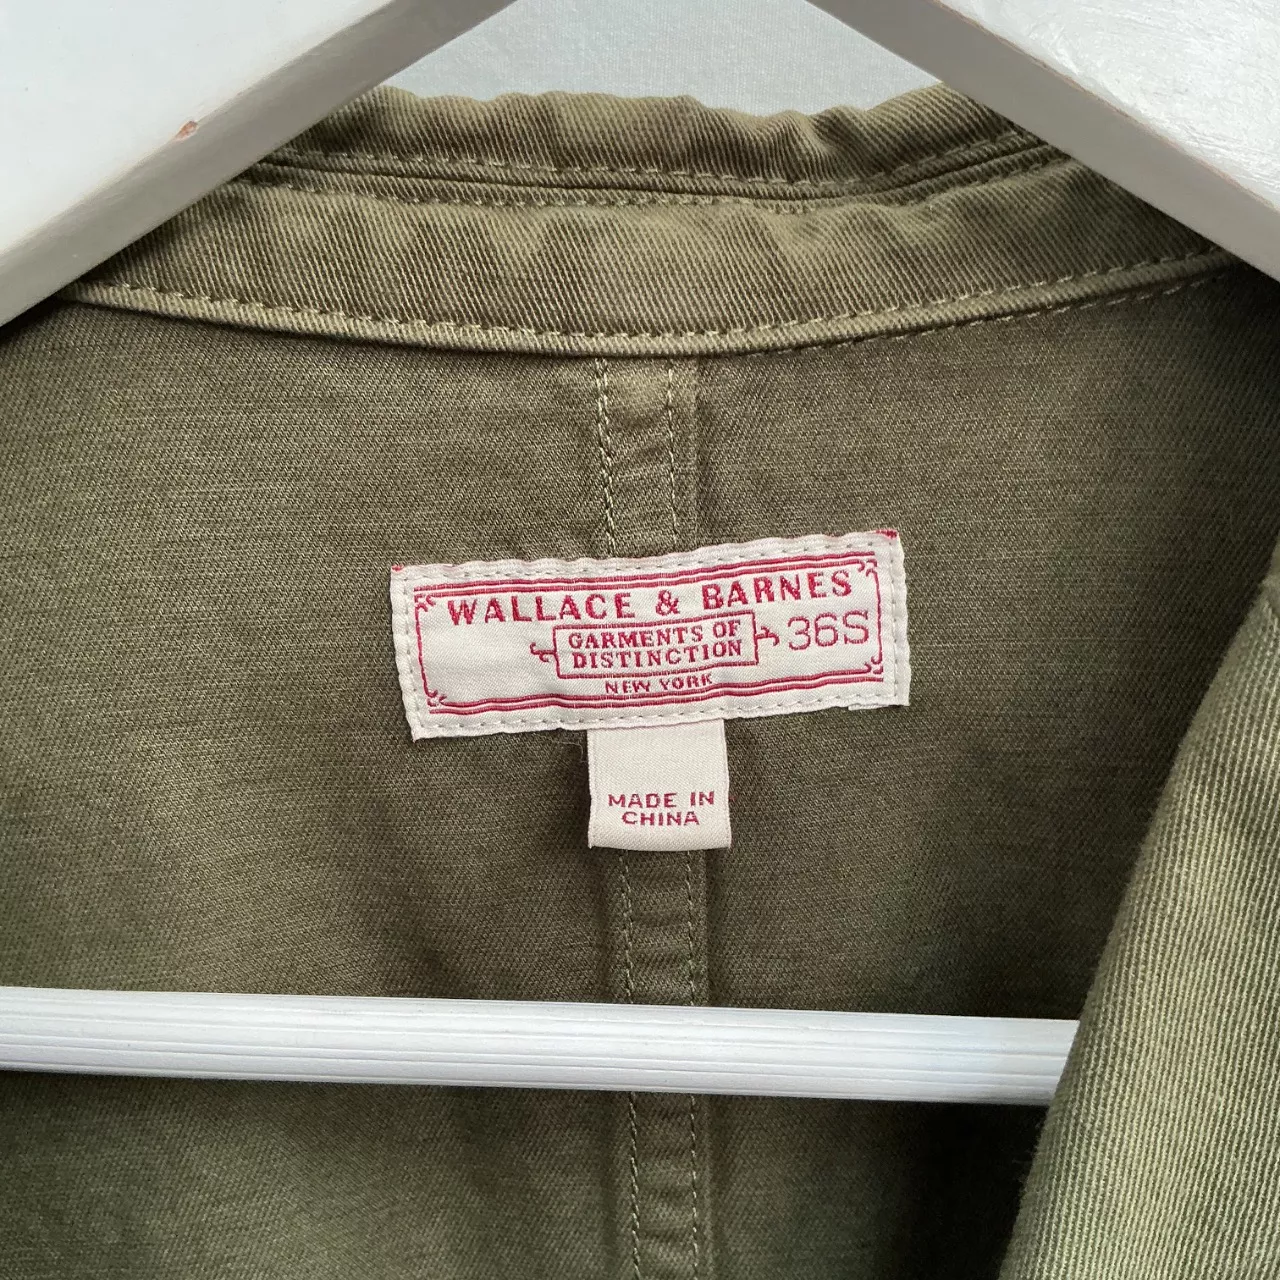 WALLACE & BARNES
GARMENTS OF
DISTINCTION
36S
NEW YORK
MADE IN
CHINA